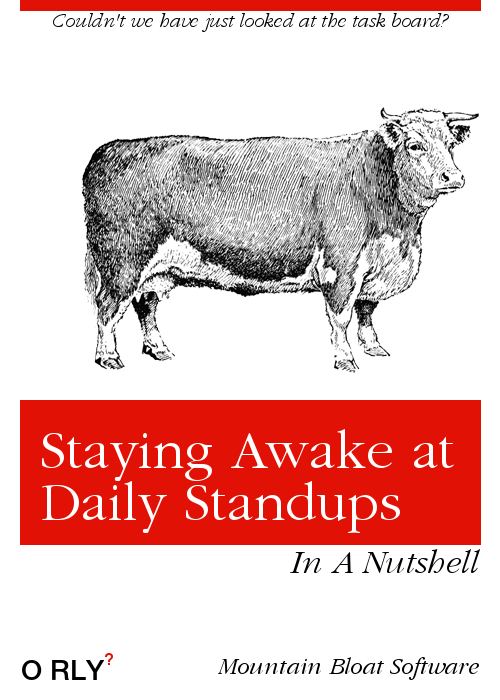 Couldn't we have just looked at the task board?
Staying Awake at
Daily Standups
In A Nutshell
O RLY?
Mountain Bloat Software